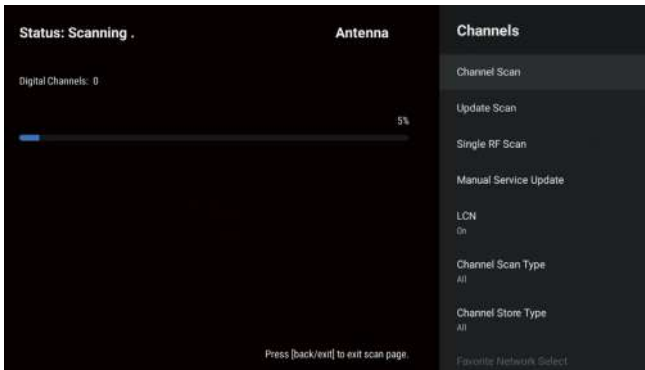 Status: Scanning .
Antenna
Digital Channels: 0
5%
Press [back/exit] to exit scan page.
Channels
Channel Scan
Update Scan
Single RF Scan
Manual Service Update
LCN
On
Channel Scan Type
All
Channel Store Type
All
Favorite Network Select